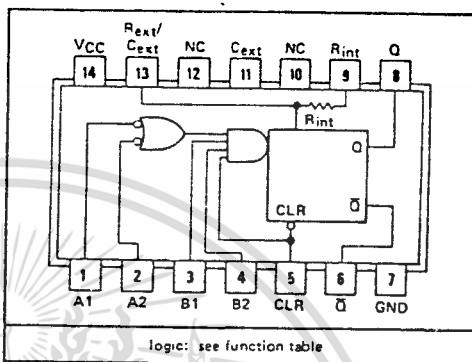 Rext/
VCC Cext NC Cext NC Rint Q
14 13 12 11 10 9 8
Rint
Q
CLR Q̅
1 2 3 4 5 6 7
A1 A2 B1 B2 CLR Q̅ GND
logic: see function table